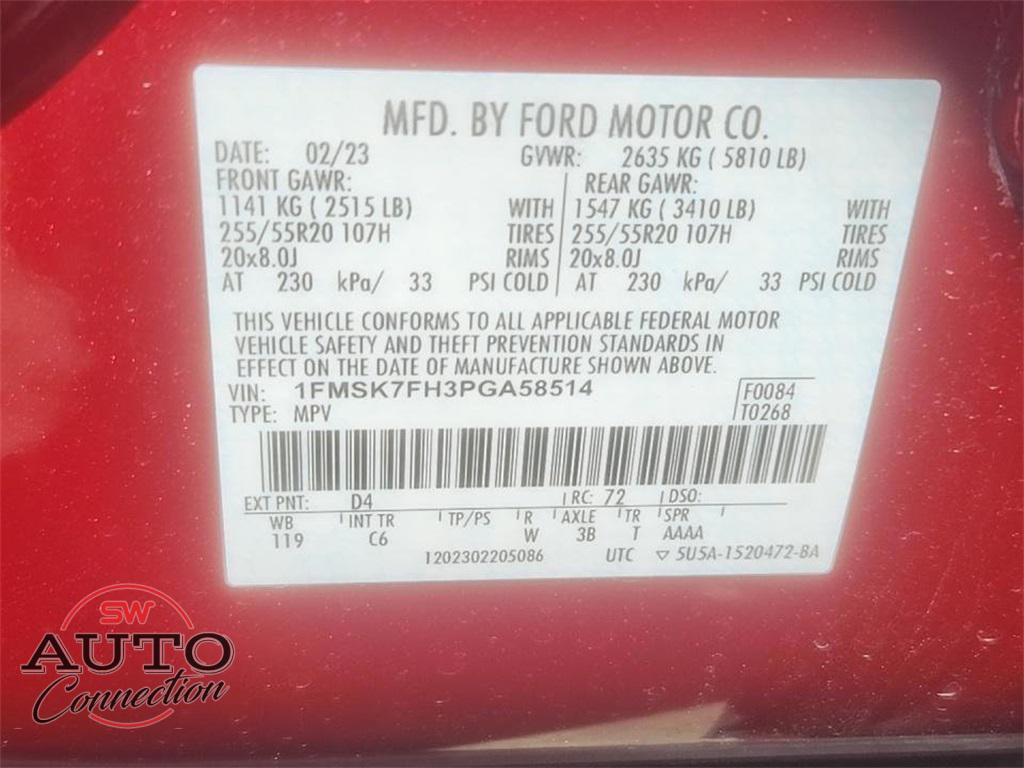 MFD. BY FORD MOTOR CO.
DATE: 02/23 GVWR: 2635 KG ( 5810 LB)
FRONT GAWR: REAR GAWR:
1141 KG ( 2515 LB) WITH 1547 KG ( 3410 LB) WITH
255/55R20 107H TIRES 255/55R20 107H TIRES
20x8.0J RIMS 20x8.0J RIMS
AT 230 kPa/ 33 PSI COLD AT 230 kPa/ 33 PSI COLD
THIS VEHICLE CONFORMS TO ALL APPLICABLE FEDERAL MOTOR
VEHICLE SAFETY AND THEFT PREVENTION STANDARDS IN
EFFECT ON THE DATE OF MANUFACTURE SHOWN ABOVE.
VIN: 1FMSK7FH3PGA58514 F0084
TYPE: MPV T0268
EXT PNT: D4 RC: 72 DSO:
WB INT TR TP/PS R AXLE TR SPR
119 C6 W 3B T AAAA
1202302205086 UTC ▽ 5U5A-1520472-BA
SW
AUTO
Connection